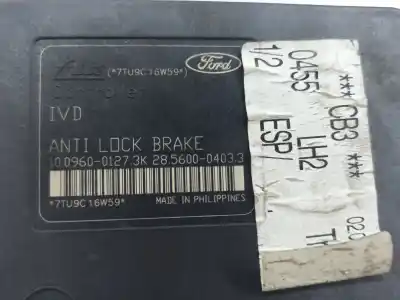 (*7TU9C16W59*)
Ford
Controller
IVD
ANTI LOCK BRAKE
10.0960-0127.3K 28.5600-0403.3
*7TU9C16W59*
MADE IN PHILIPPINES
*** CB3 ***
0455 LH2
1/2 ESP/